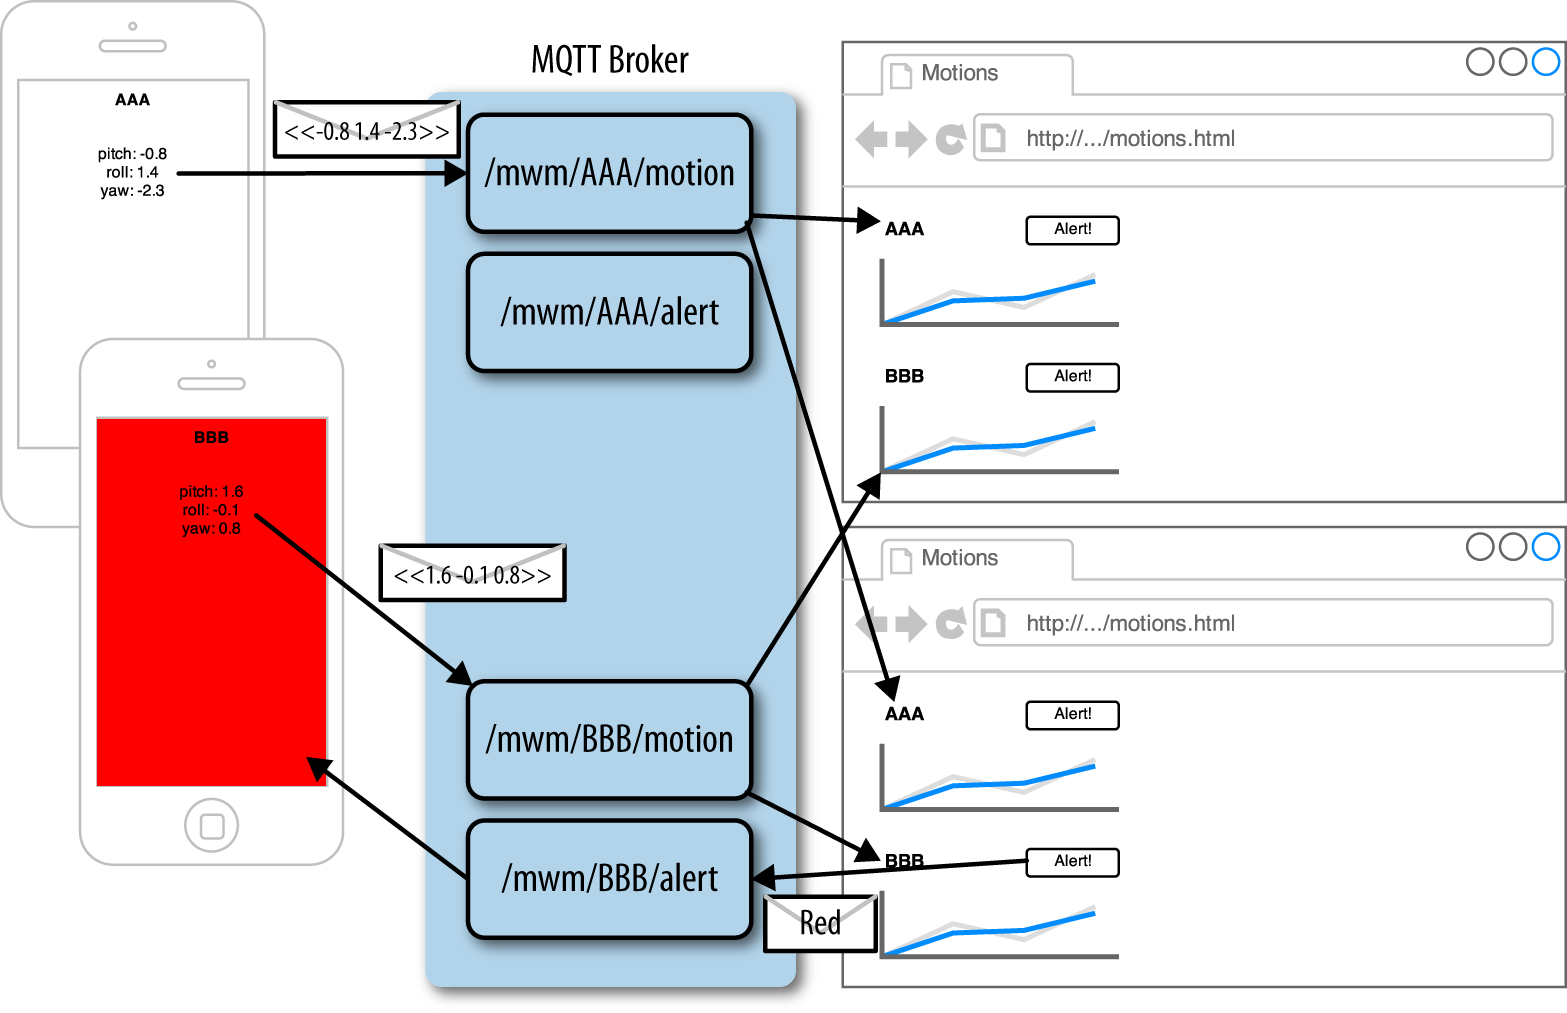 AAA
pitch: -0.8
roll: 1.4
yaw: -2.3
BBB
pitch: 1.6
roll: -0.1
yaw: 0.8
MQTT Broker
<<-0.8 1.4 -2.3>>
/mwm/AAA/motion
/mwm/AAA/alert
<<1.6 -0.1 0.8>>
/mwm/BBB/motion
/mwm/BBB/alert
Red
Motions
http://.../motions.html
AAA
Alert!
BBB
Alert!
Motions
http://.../motions.html
AAA
Alert!
BBB
Alert!